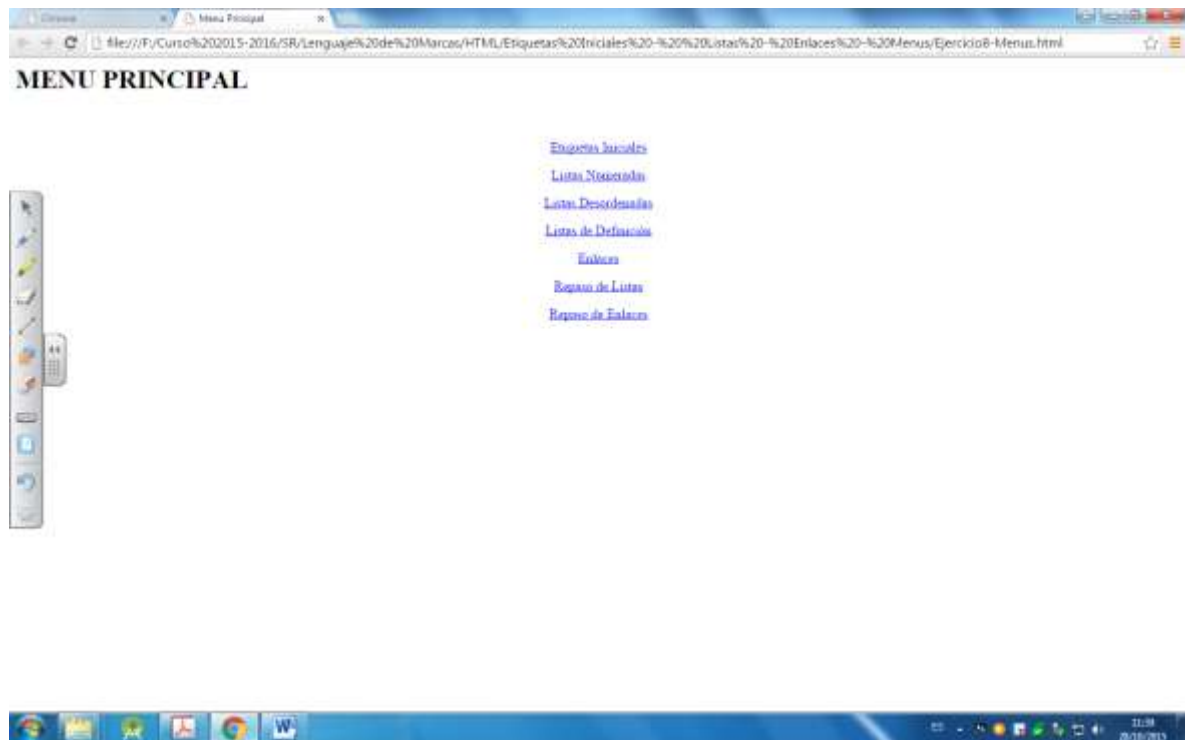 Menu Principal
file:///F:/Curso%202015-2016/SR/Lenguaje%20de%20Marcas/HTML/Etiquetas%20Iniciales%20-%20%20Listas%20-%20Enlaces%20-%20Menus/Ejercicio8-Menus.html
MENU PRINCIPAL
Etiquetas Iniciales
Listas Numeradas
Listas Desordenadas
Listas de Definición
Enlaces
Repaso de Listas
Repaso de Enlaces
ES